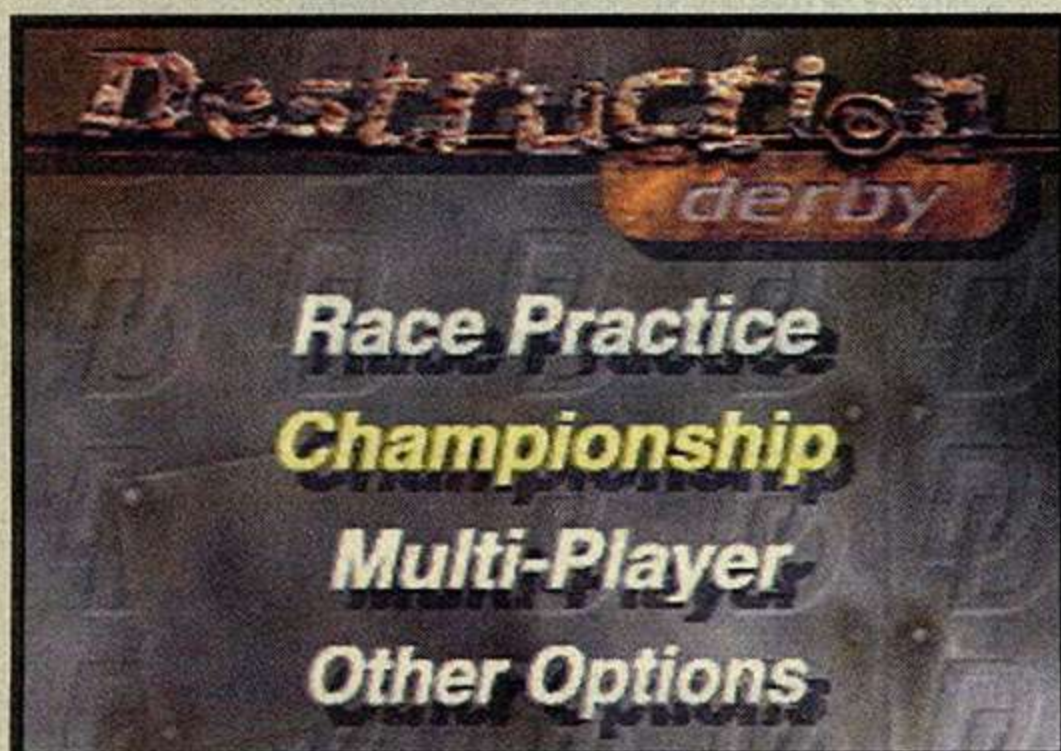 Destruction
derby
Race Practice
Championship
Multi-Player
Other Options